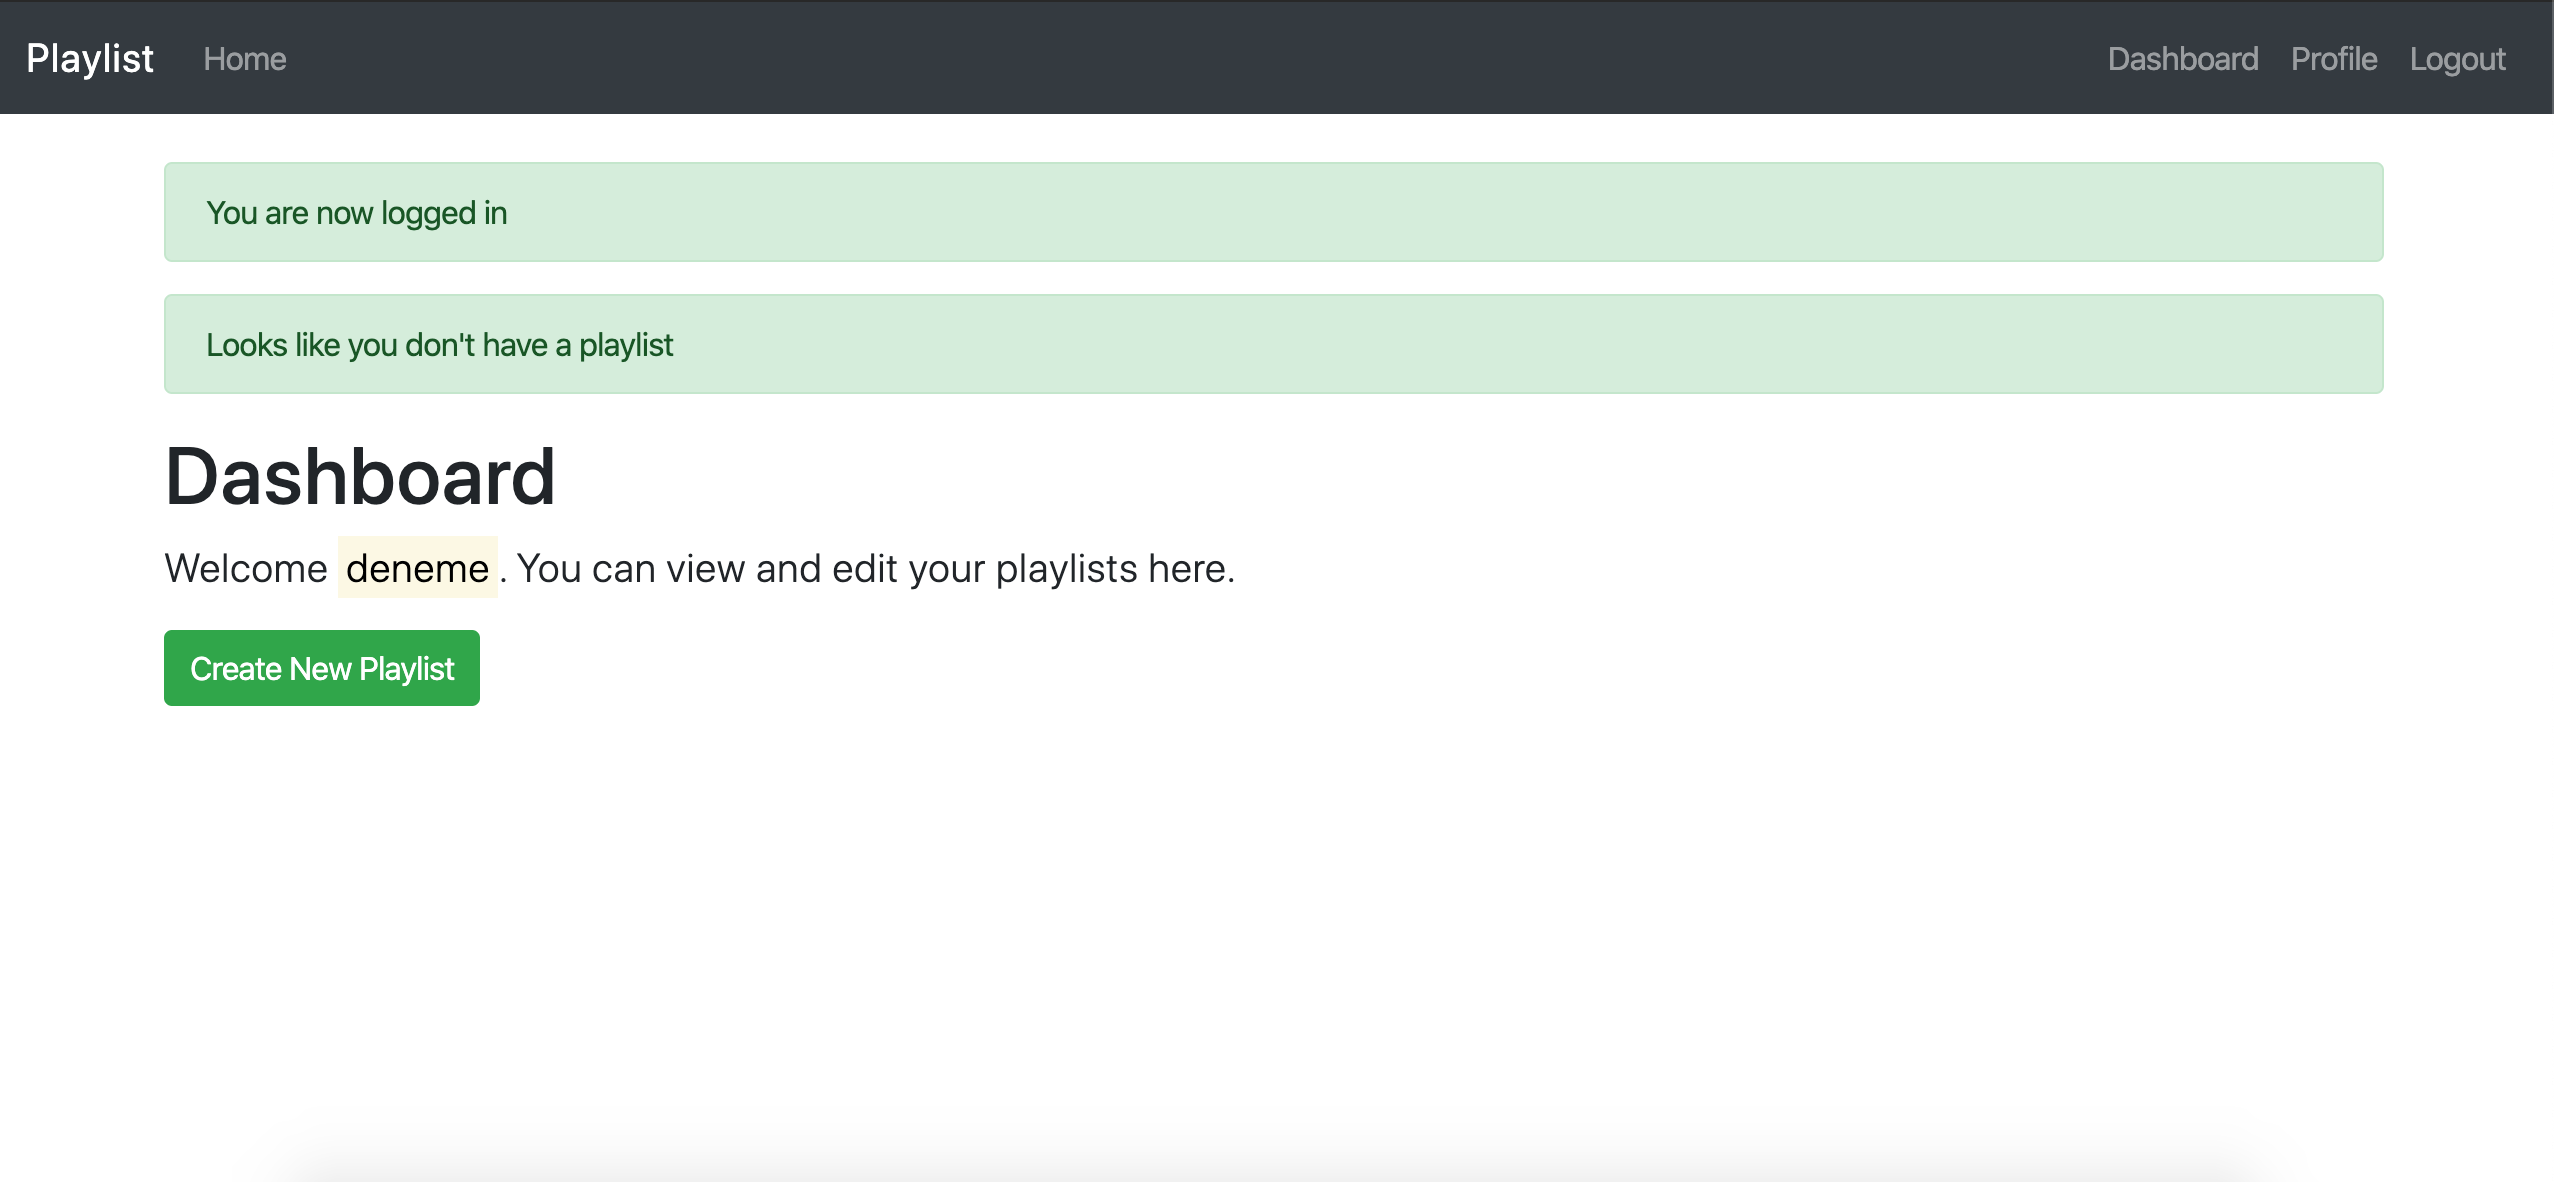 Playlist Home Dashboard Profile Logout
You are now logged in
Looks like you don't have a playlist
Dashboard
Welcome deneme . You can view and edit your playlists here.
Create New Playlist